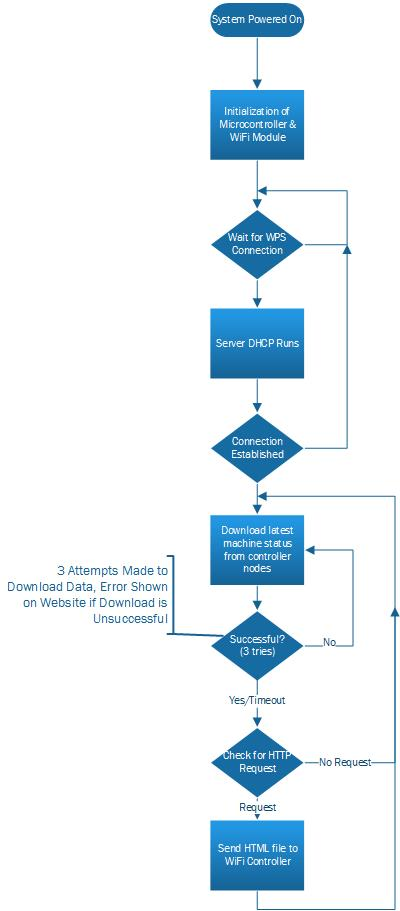 System Powered On
Initialization of
Microcontroller &
WiFi Module
Wait for WPS
Connection
Server DHCP Runs
Connection
Established
Download latest
machine status
from controller
nodes
3 Attempts Made to
Download Data, Error Shown
on Website if Download is
Unsuccessful
Successful?
(3 tries)
No
Yes/Timeout
Check for HTTP
Request
No Request
Request
Send HTML file to
WiFi Controller